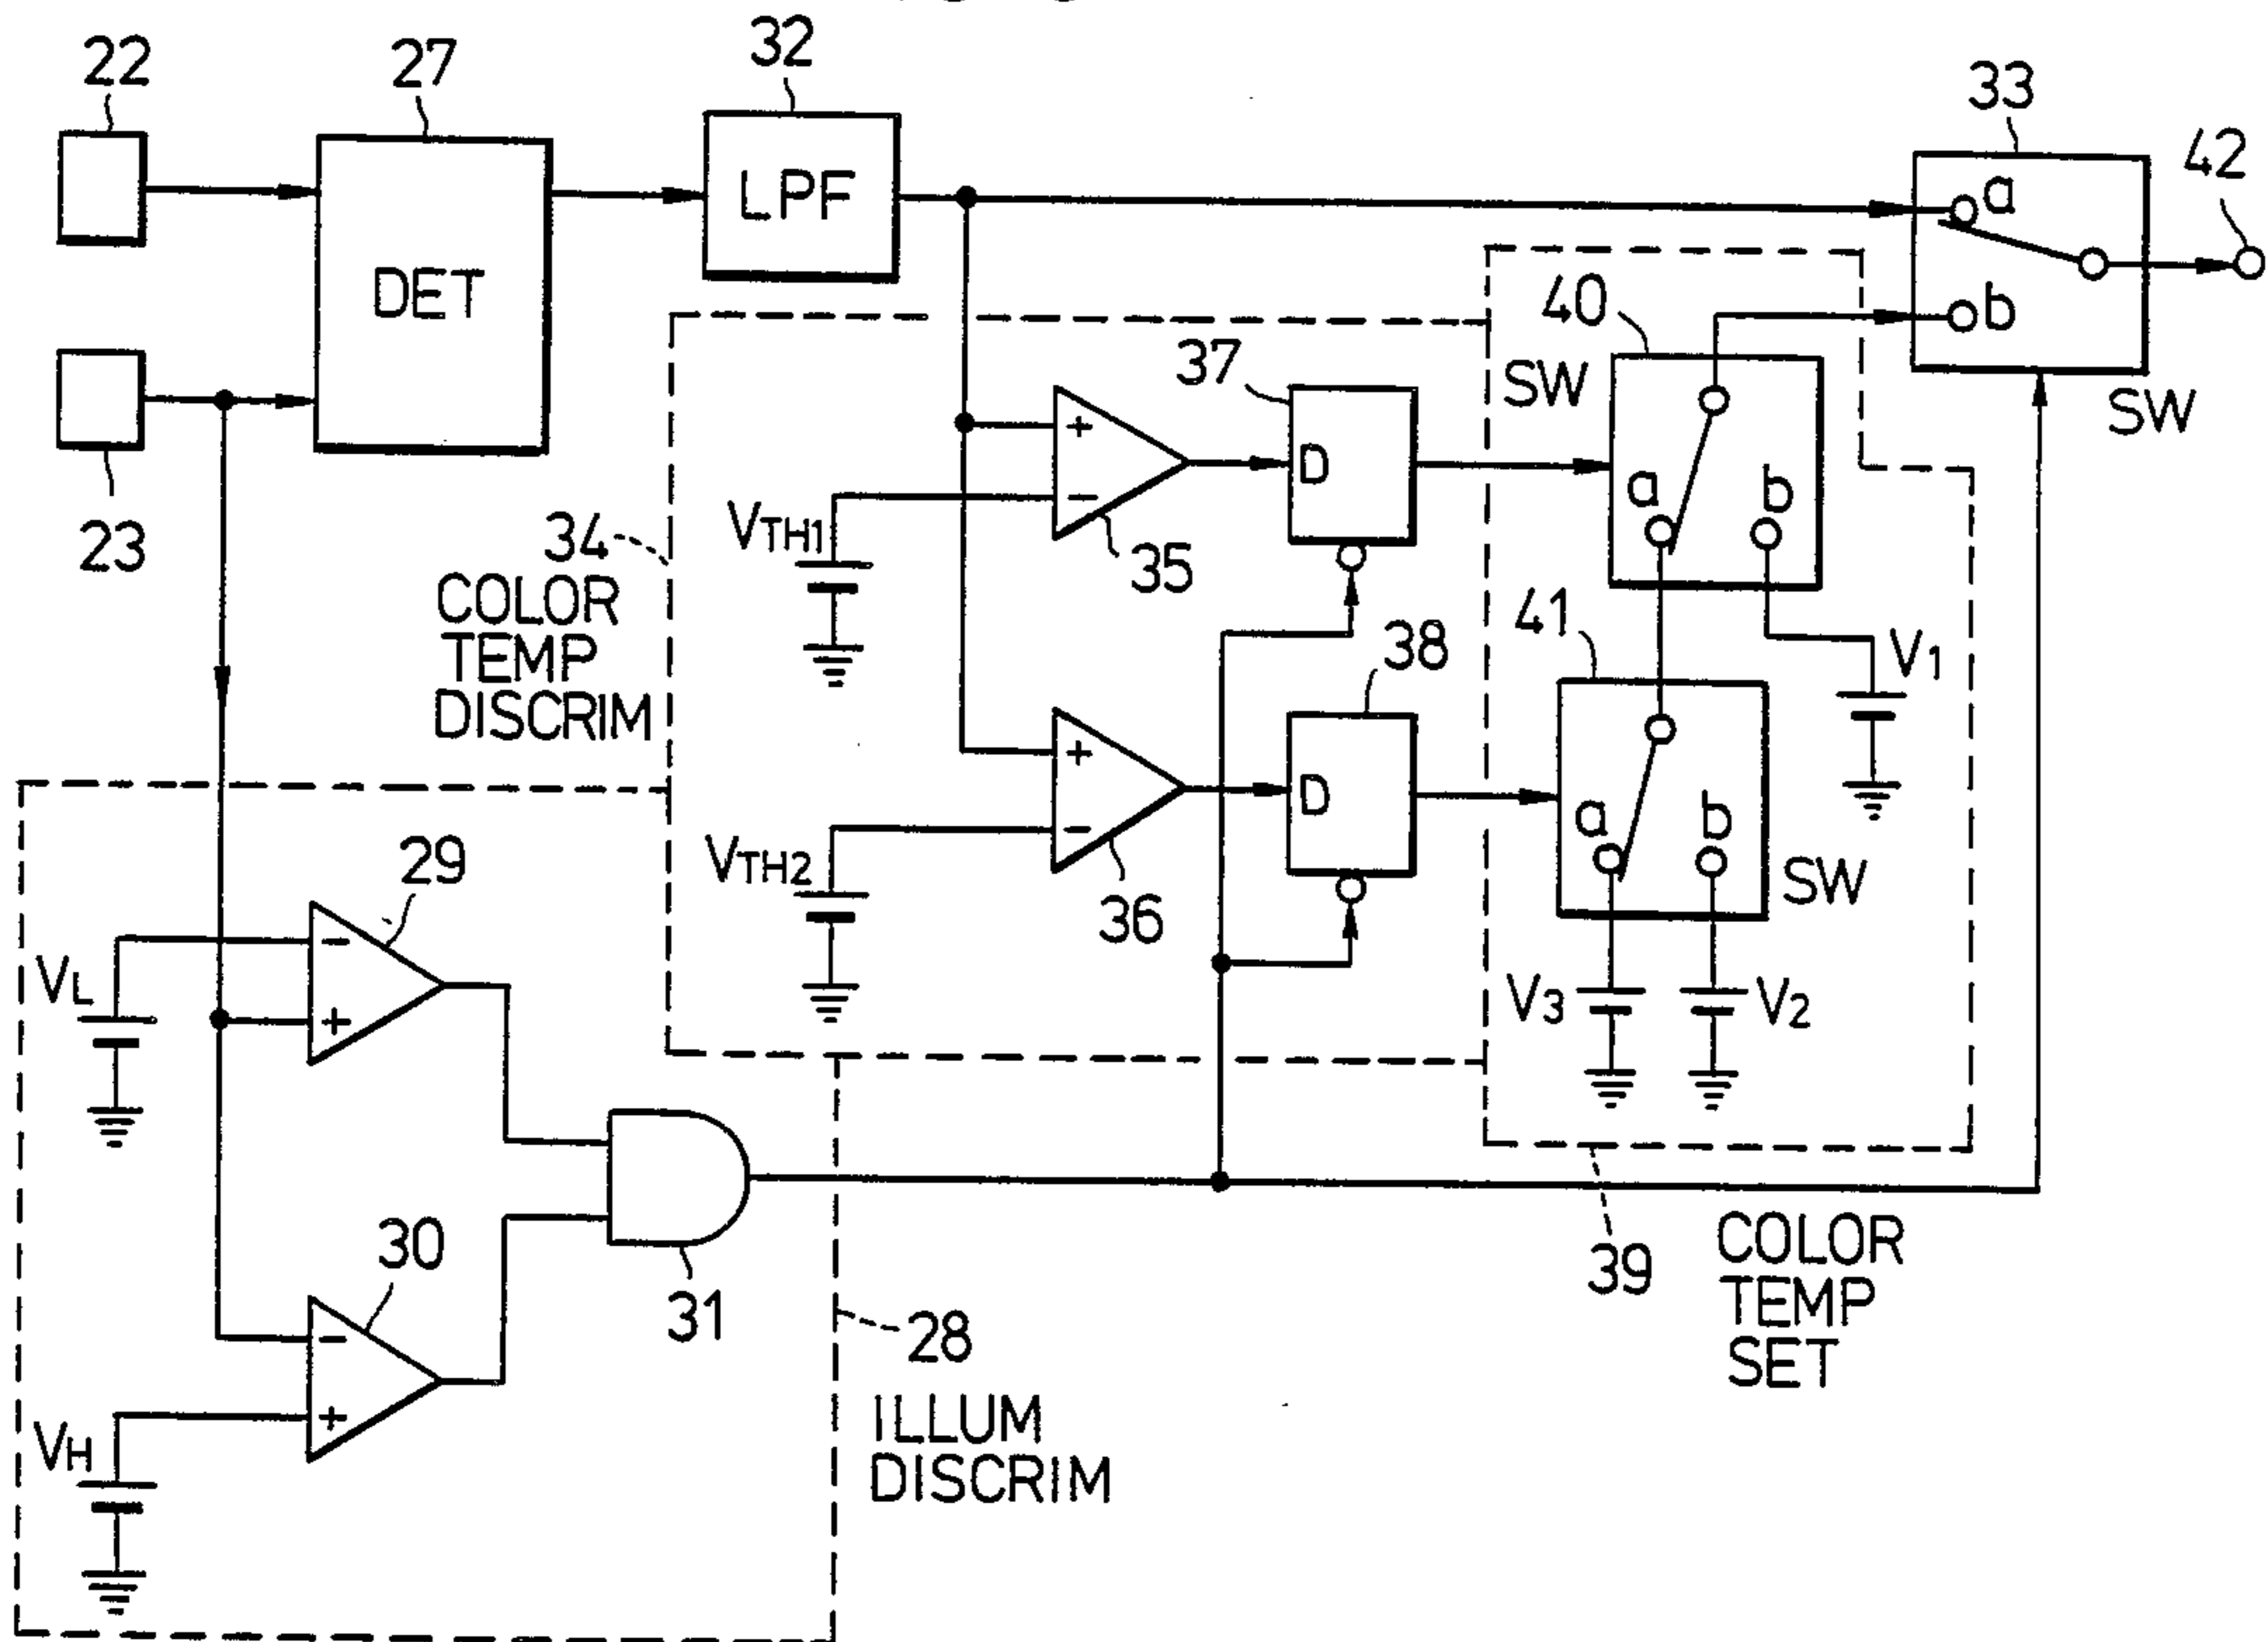 22
27
32
33
42
DET
LPF
a
b
SW
23
34
COLOR
TEMP
DISCRIM
37
40
SW
+
−
D
a
b
VTH1
35
41
V1
38
+
−
D
a
b
SW
VTH2
36
V3
V2
29
VL
−
+
31
30
−
+
VH
28
ILLUM
DISCRIM
39
COLOR
TEMP
SET